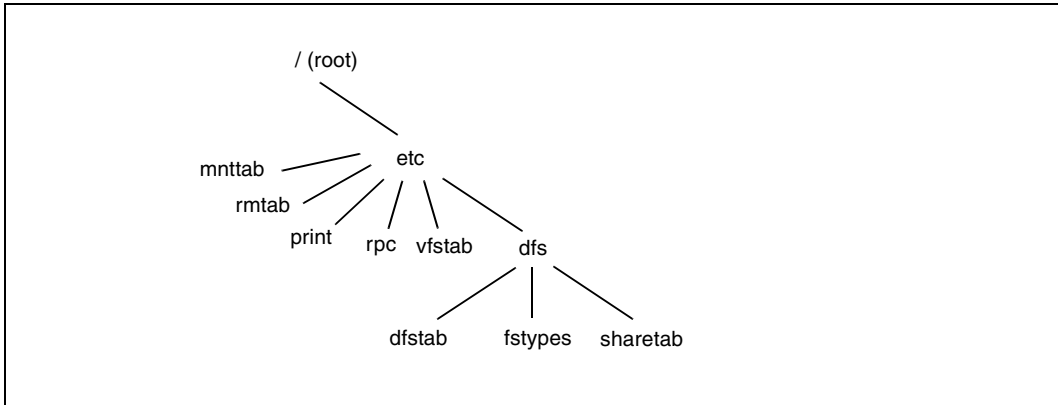 / (root)
etc
mnttab
rmtab
print
rpc
vfstab
dfs
dfstab
fstypes
sharetab